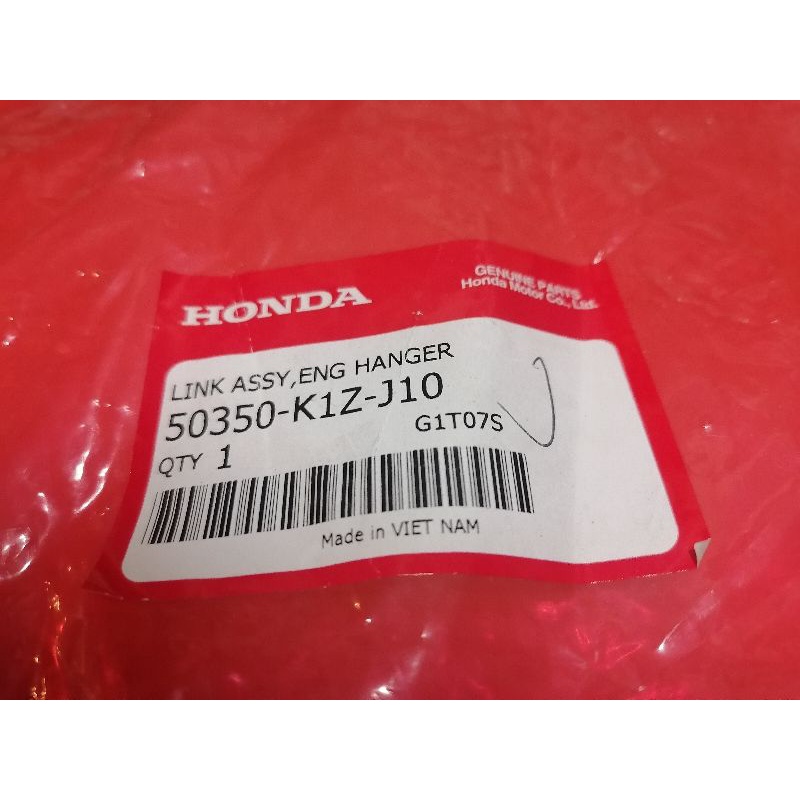 HONDA
GENUINE PARTS
Honda Motor Co., Ltd.
LINK ASSY,ENG HANGER
50350-K1Z-J10
G1T07S
QTY 1
Made in VIET NAM